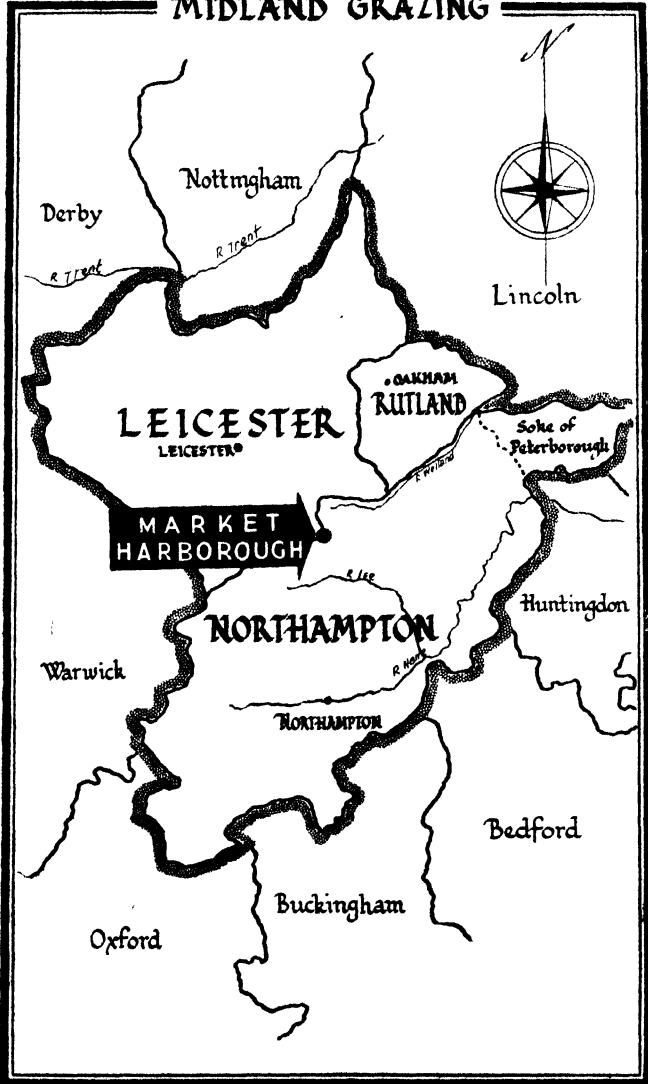 MIDLAND GRAZING
N
Nottingham
Derby
R Trent
R Trent
Lincoln
OAKHAM
RUTLAND
LEICESTER
LEICESTER
Soke of
Peterborough
R Welland
MARKET
HARBOROUGH
R Ise
Huntingdon
NORTHAMPTON
Warwick
R Nene
NORTHAMPTON
Bedford
Buckingham
Oxford